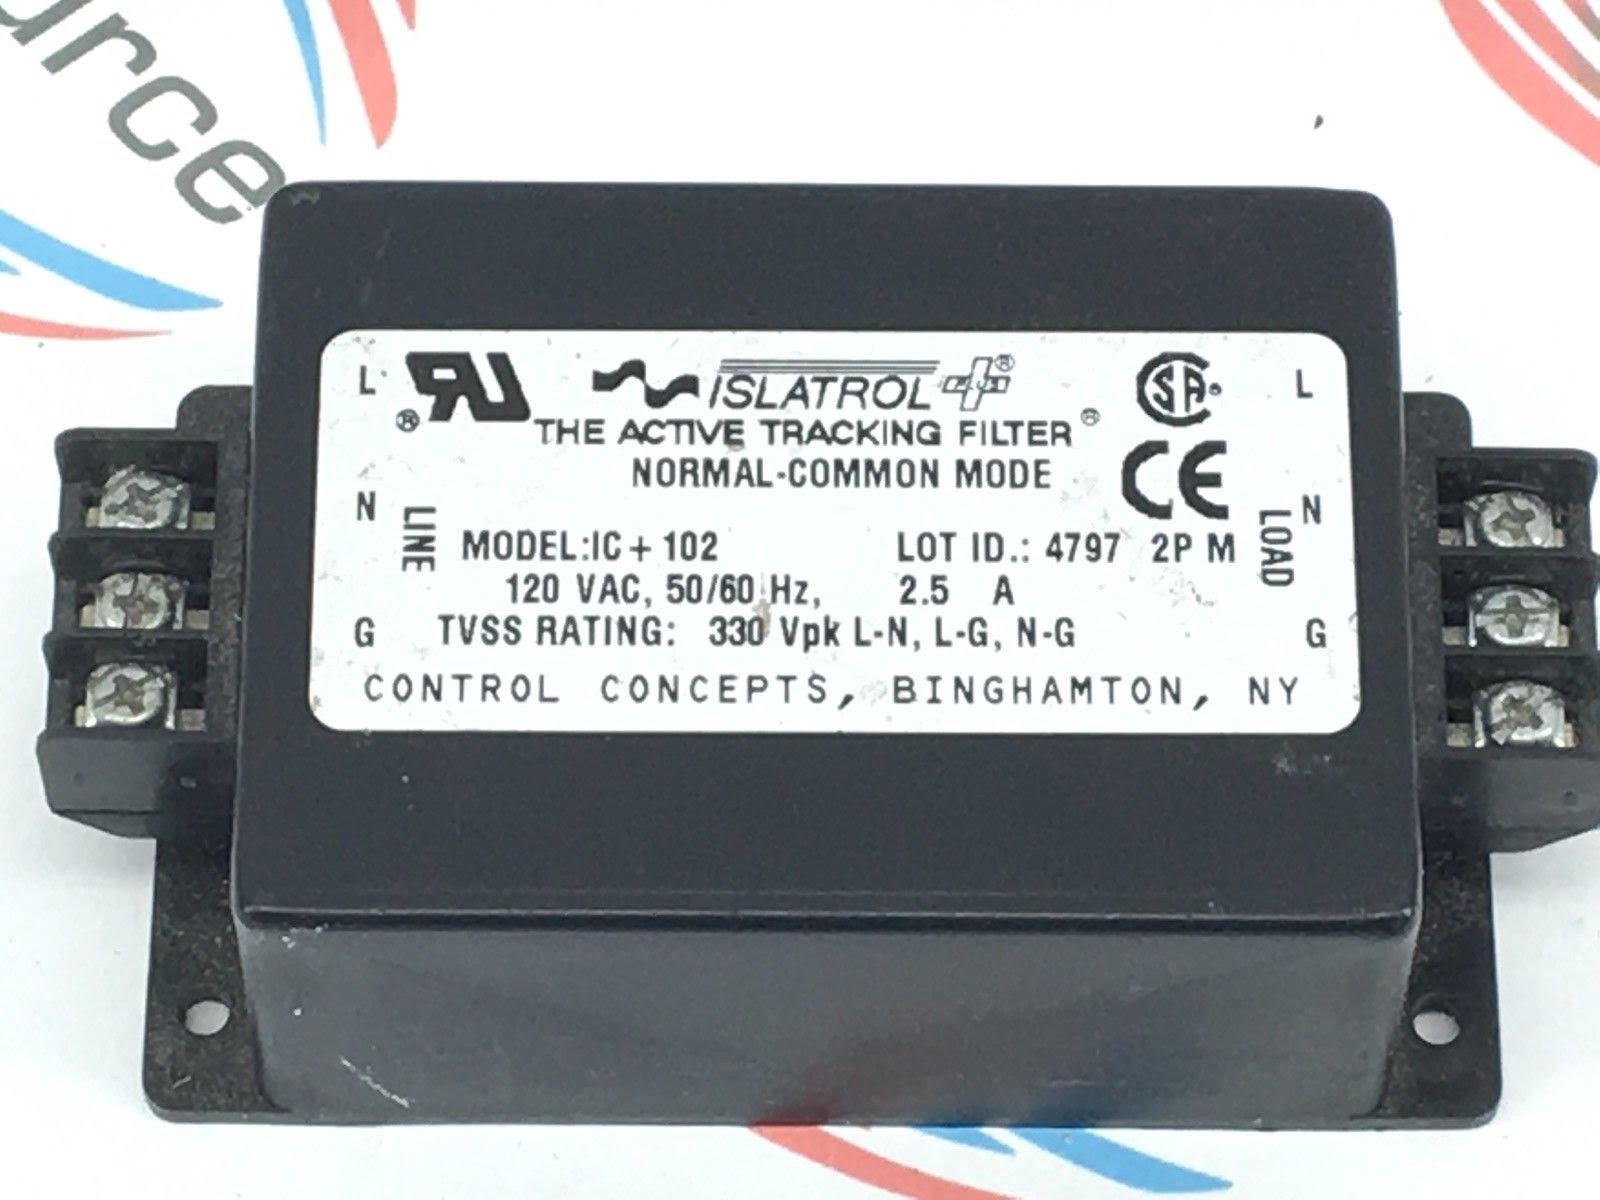 urce
L
ISLATROL ®
L
®
THE ACTIVE TRACKING FILTER ®
NORMAL-COMMON MODE
CE
N
LINE
MODEL:IC+102 LOT ID.: 4797 2P M
LOAD
N
120 VAC, 50/60 Hz, 2.5 A
G
TVSS RATING: 330 Vpk L-N, L-G, N-G
G
CONTROL CONCEPTS, BINGHAMTON, NY